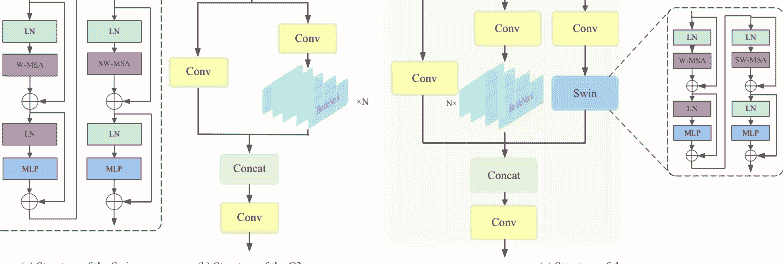 LN
LN
W-MSA
SW-MSA
LN
LN
MLP
MLP
Conv
Conv
×N
Concat
Conv
Conv
Conv
Conv
N×
Swin
Concat
Conv
LN
LN
W-MSA
SW-MSA
LN
LN
MLP
MLP